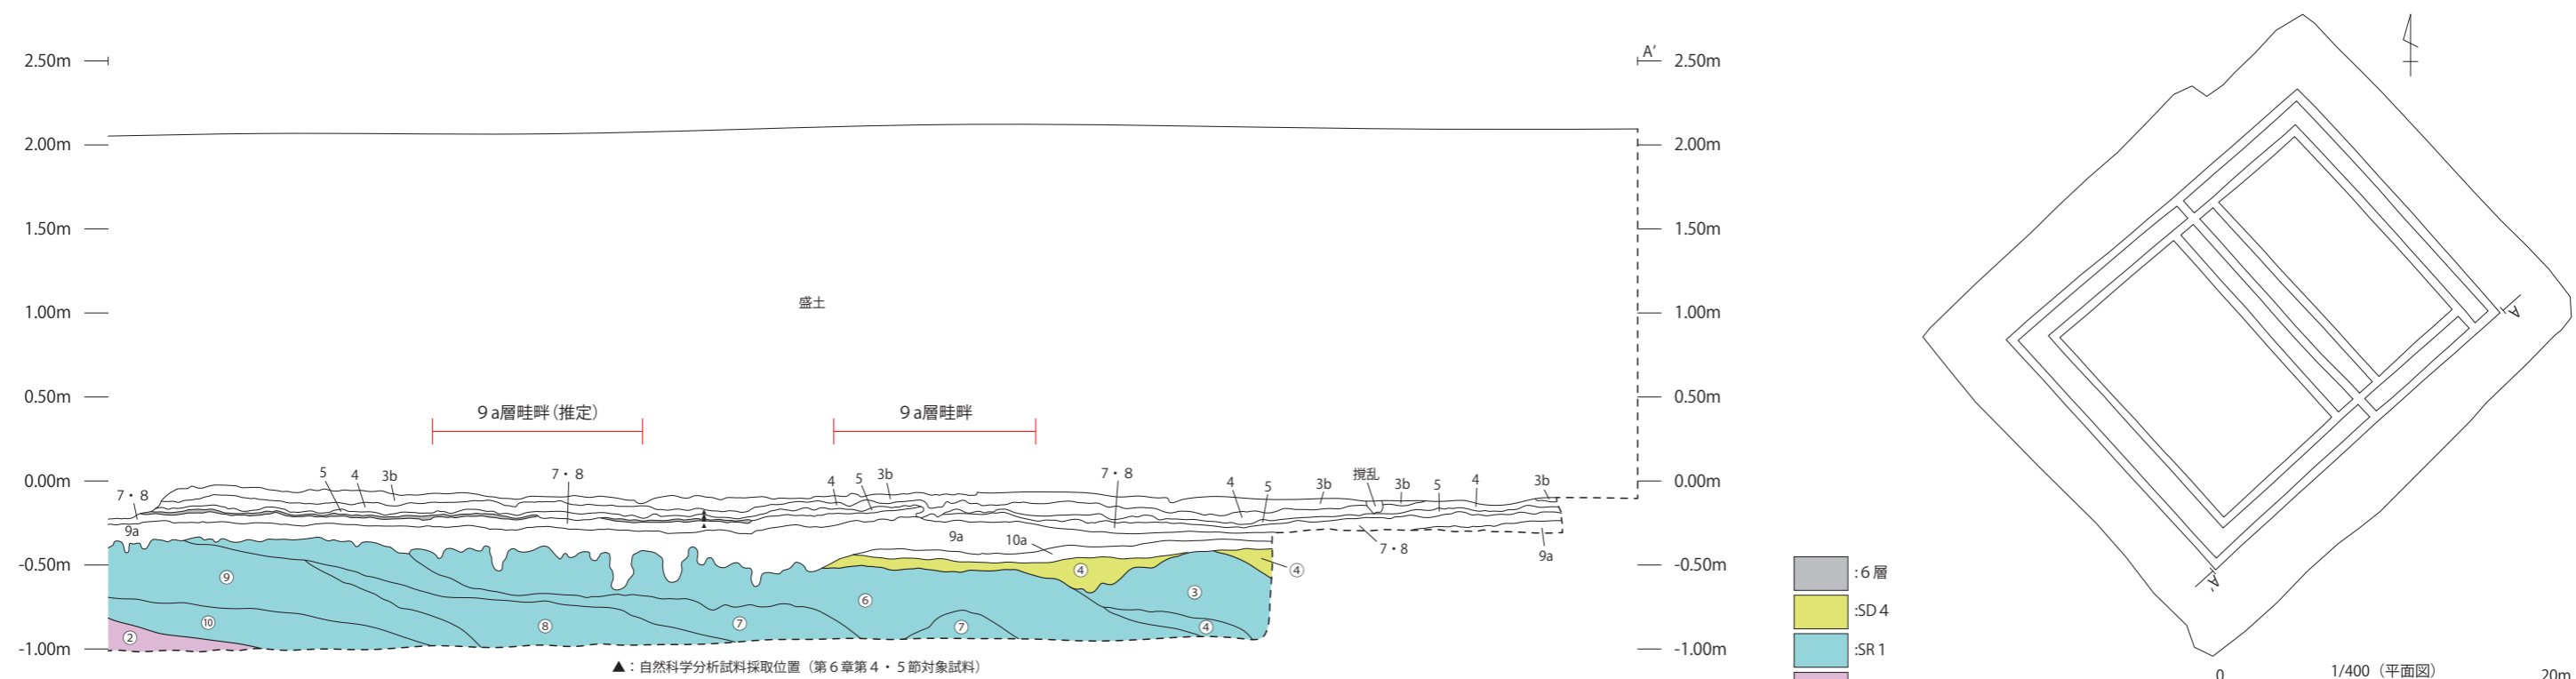 A’
2.50m
2.50m
2.00m
2.00m
1.50m
1.50m
盛土
1.00m
1.00m
A
0.50m
0.50m
9a層畦畔(推定)
9a層畦畔
0.00m
7・8
5
4
3b
7・8
4
5
3b
7・8
4
5
3b
撹乱
3b
5
4
3b
0.00m
9a
9a
10a
7・8
9a
-0.50m
-0.50m
⑨
④
④
③
⑥
⑩
⑧
⑦
⑦
④
②
-1.00m
-1.00m
▲：自然科学分析試料採取位置（第6章第4・5節対象試料）
:6層
:SD 4
:SR 1
A’
0
1/400（平面図）
20m